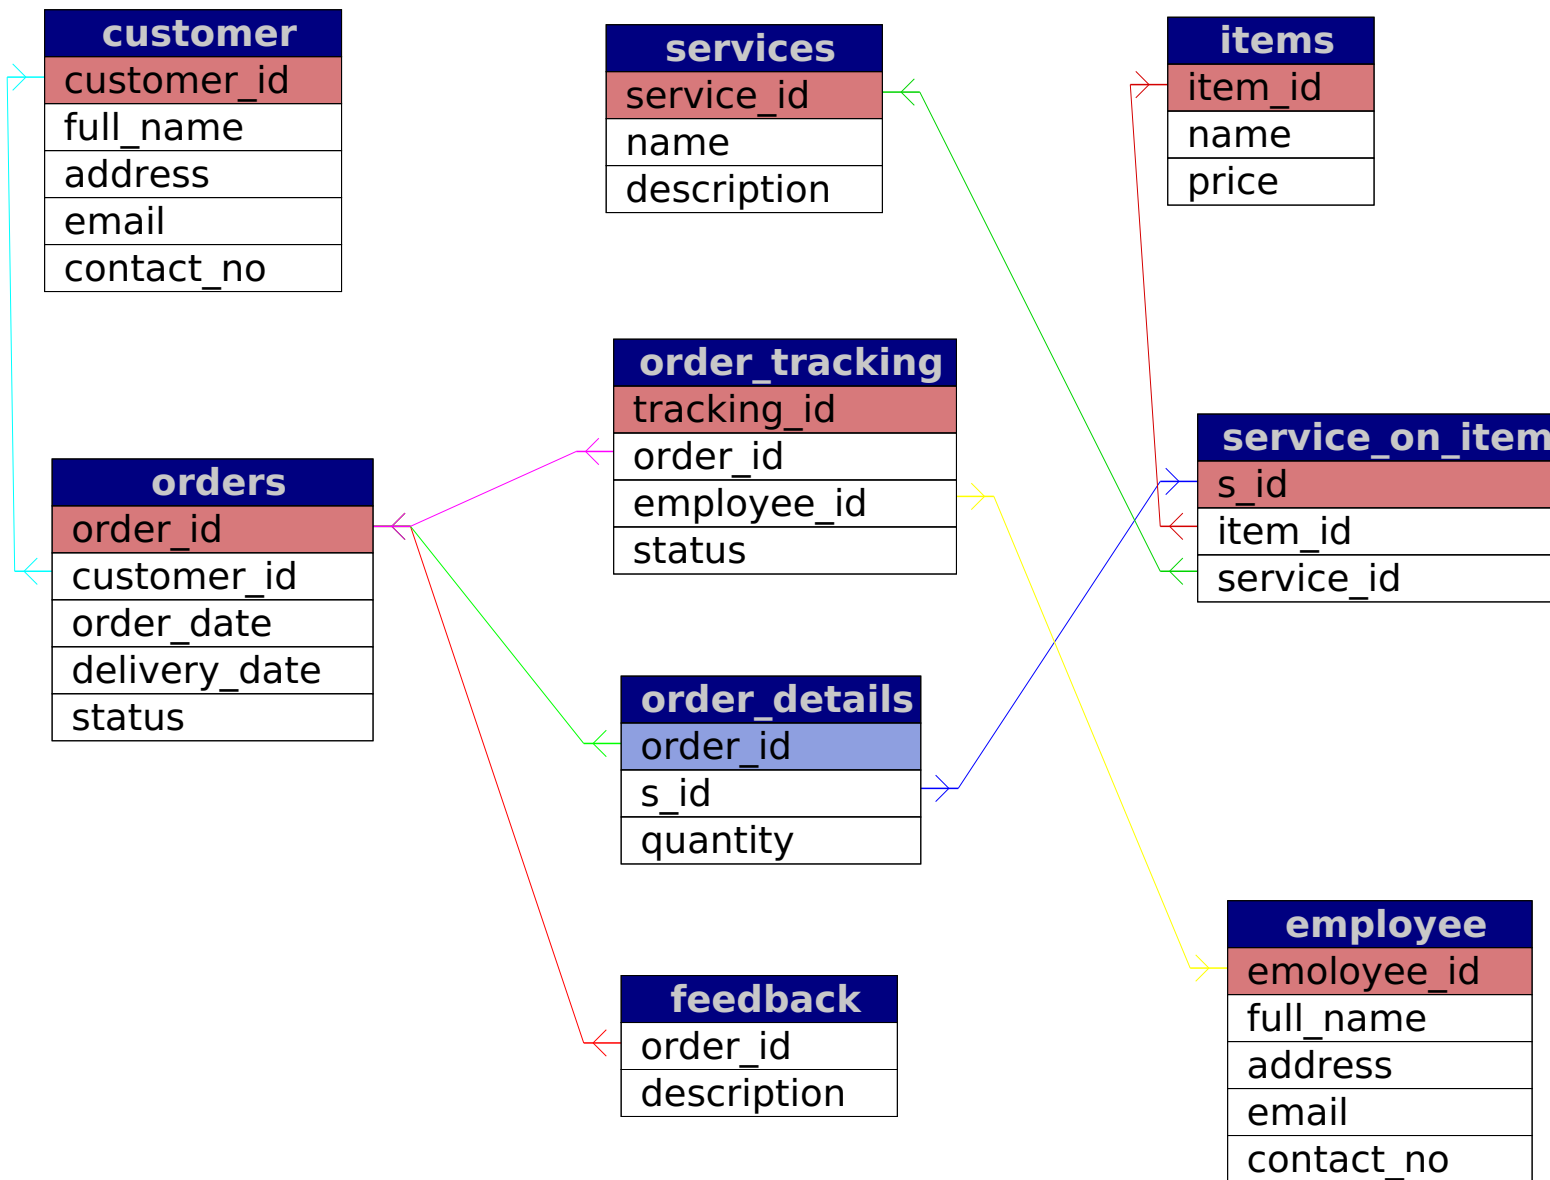 customer
customer_id
full_name
address
email
contact_no
services
service_id
name
description
items
item_id
name
price
order_tracking
tracking_id
order_id
employee_id
status
service_on_item
s_id
item_id
service_id
orders
order_id
customer_id
order_date
delivery_date
status
order_details
order_id
s_id
quantity
feedback
order_id
description
employee
emoloyee_id
full_name
address
email
contact_no